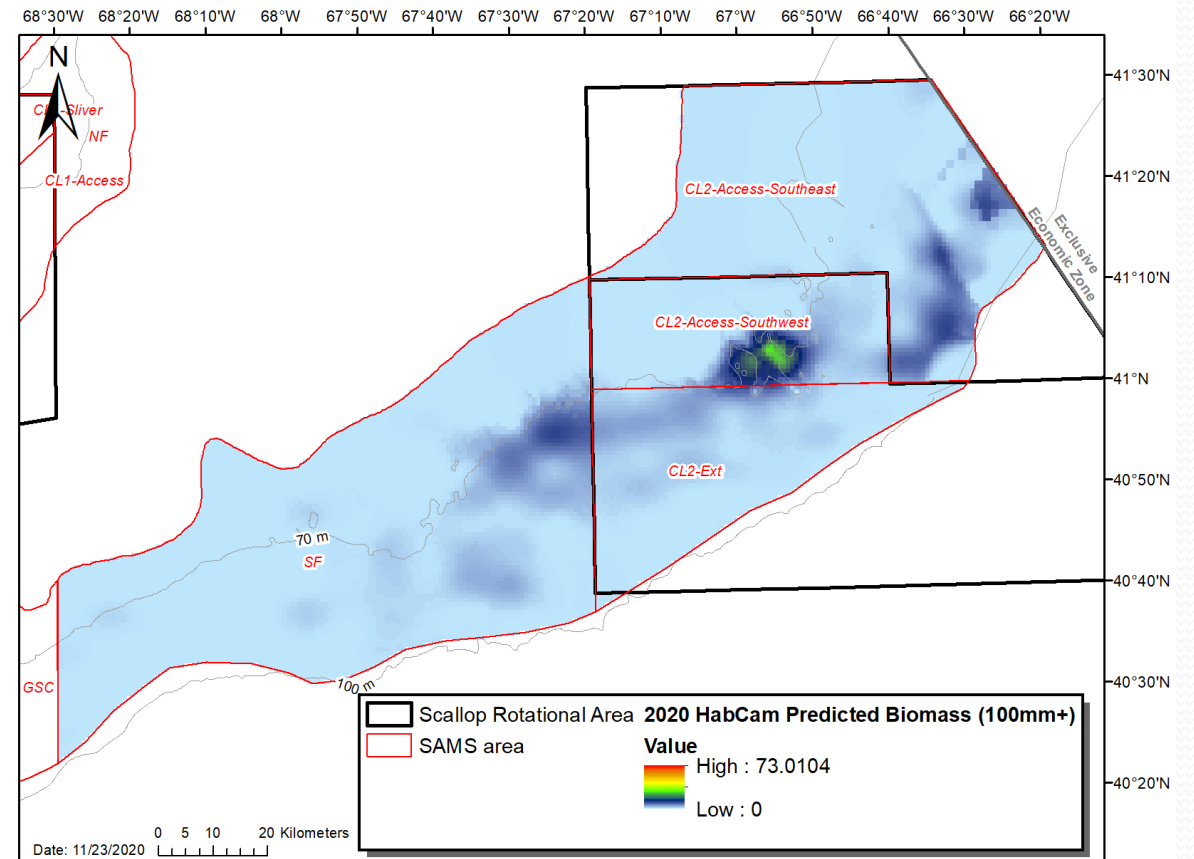 68°30'W 68°20'W 68°10'W 68°W 67°50'W 67°40'W 67°30'W 67°20'W 67°10'W 67°W 66°50'W 66°40'W 66°30'W 66°20'W
N
41°30'N
-Sliver
NF
CL1-Access
CL2-Access-Southeast
41°20'N
Exclusive
Economic Zone
41°10'N
CL2-Access-Southwest
41°N
CL2-Ext
40°50'N
70 m
SF
40°40'N
GSC
100 m
40°30'N
Scallop Rotational Area
SAMS area
2020 HabCam Predicted Biomass (100mm+)
Value
High : 73.0104
Low : 0
40°20'N
0 5 10 20 Kilometers
Date: 11/23/2020